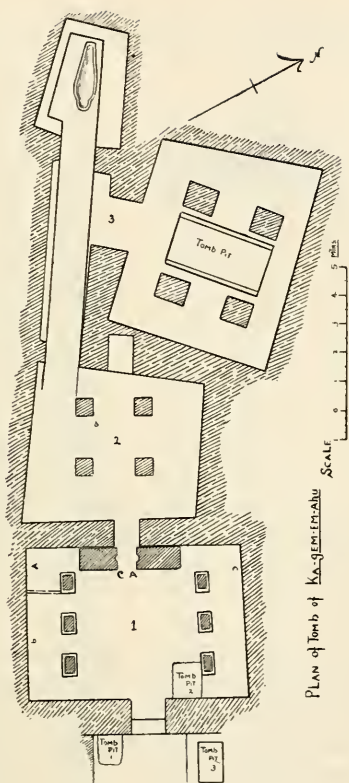 N
3
TOMB PIT
5 Mtrs
4
3
2
1
0
1
SCALE
b
2
A
C A
c
b
1
TOMB PIT 2
TOMB PIT 1
TOMB PIT 3
PLAN of TOMB of KA-GEM-EM-AHU